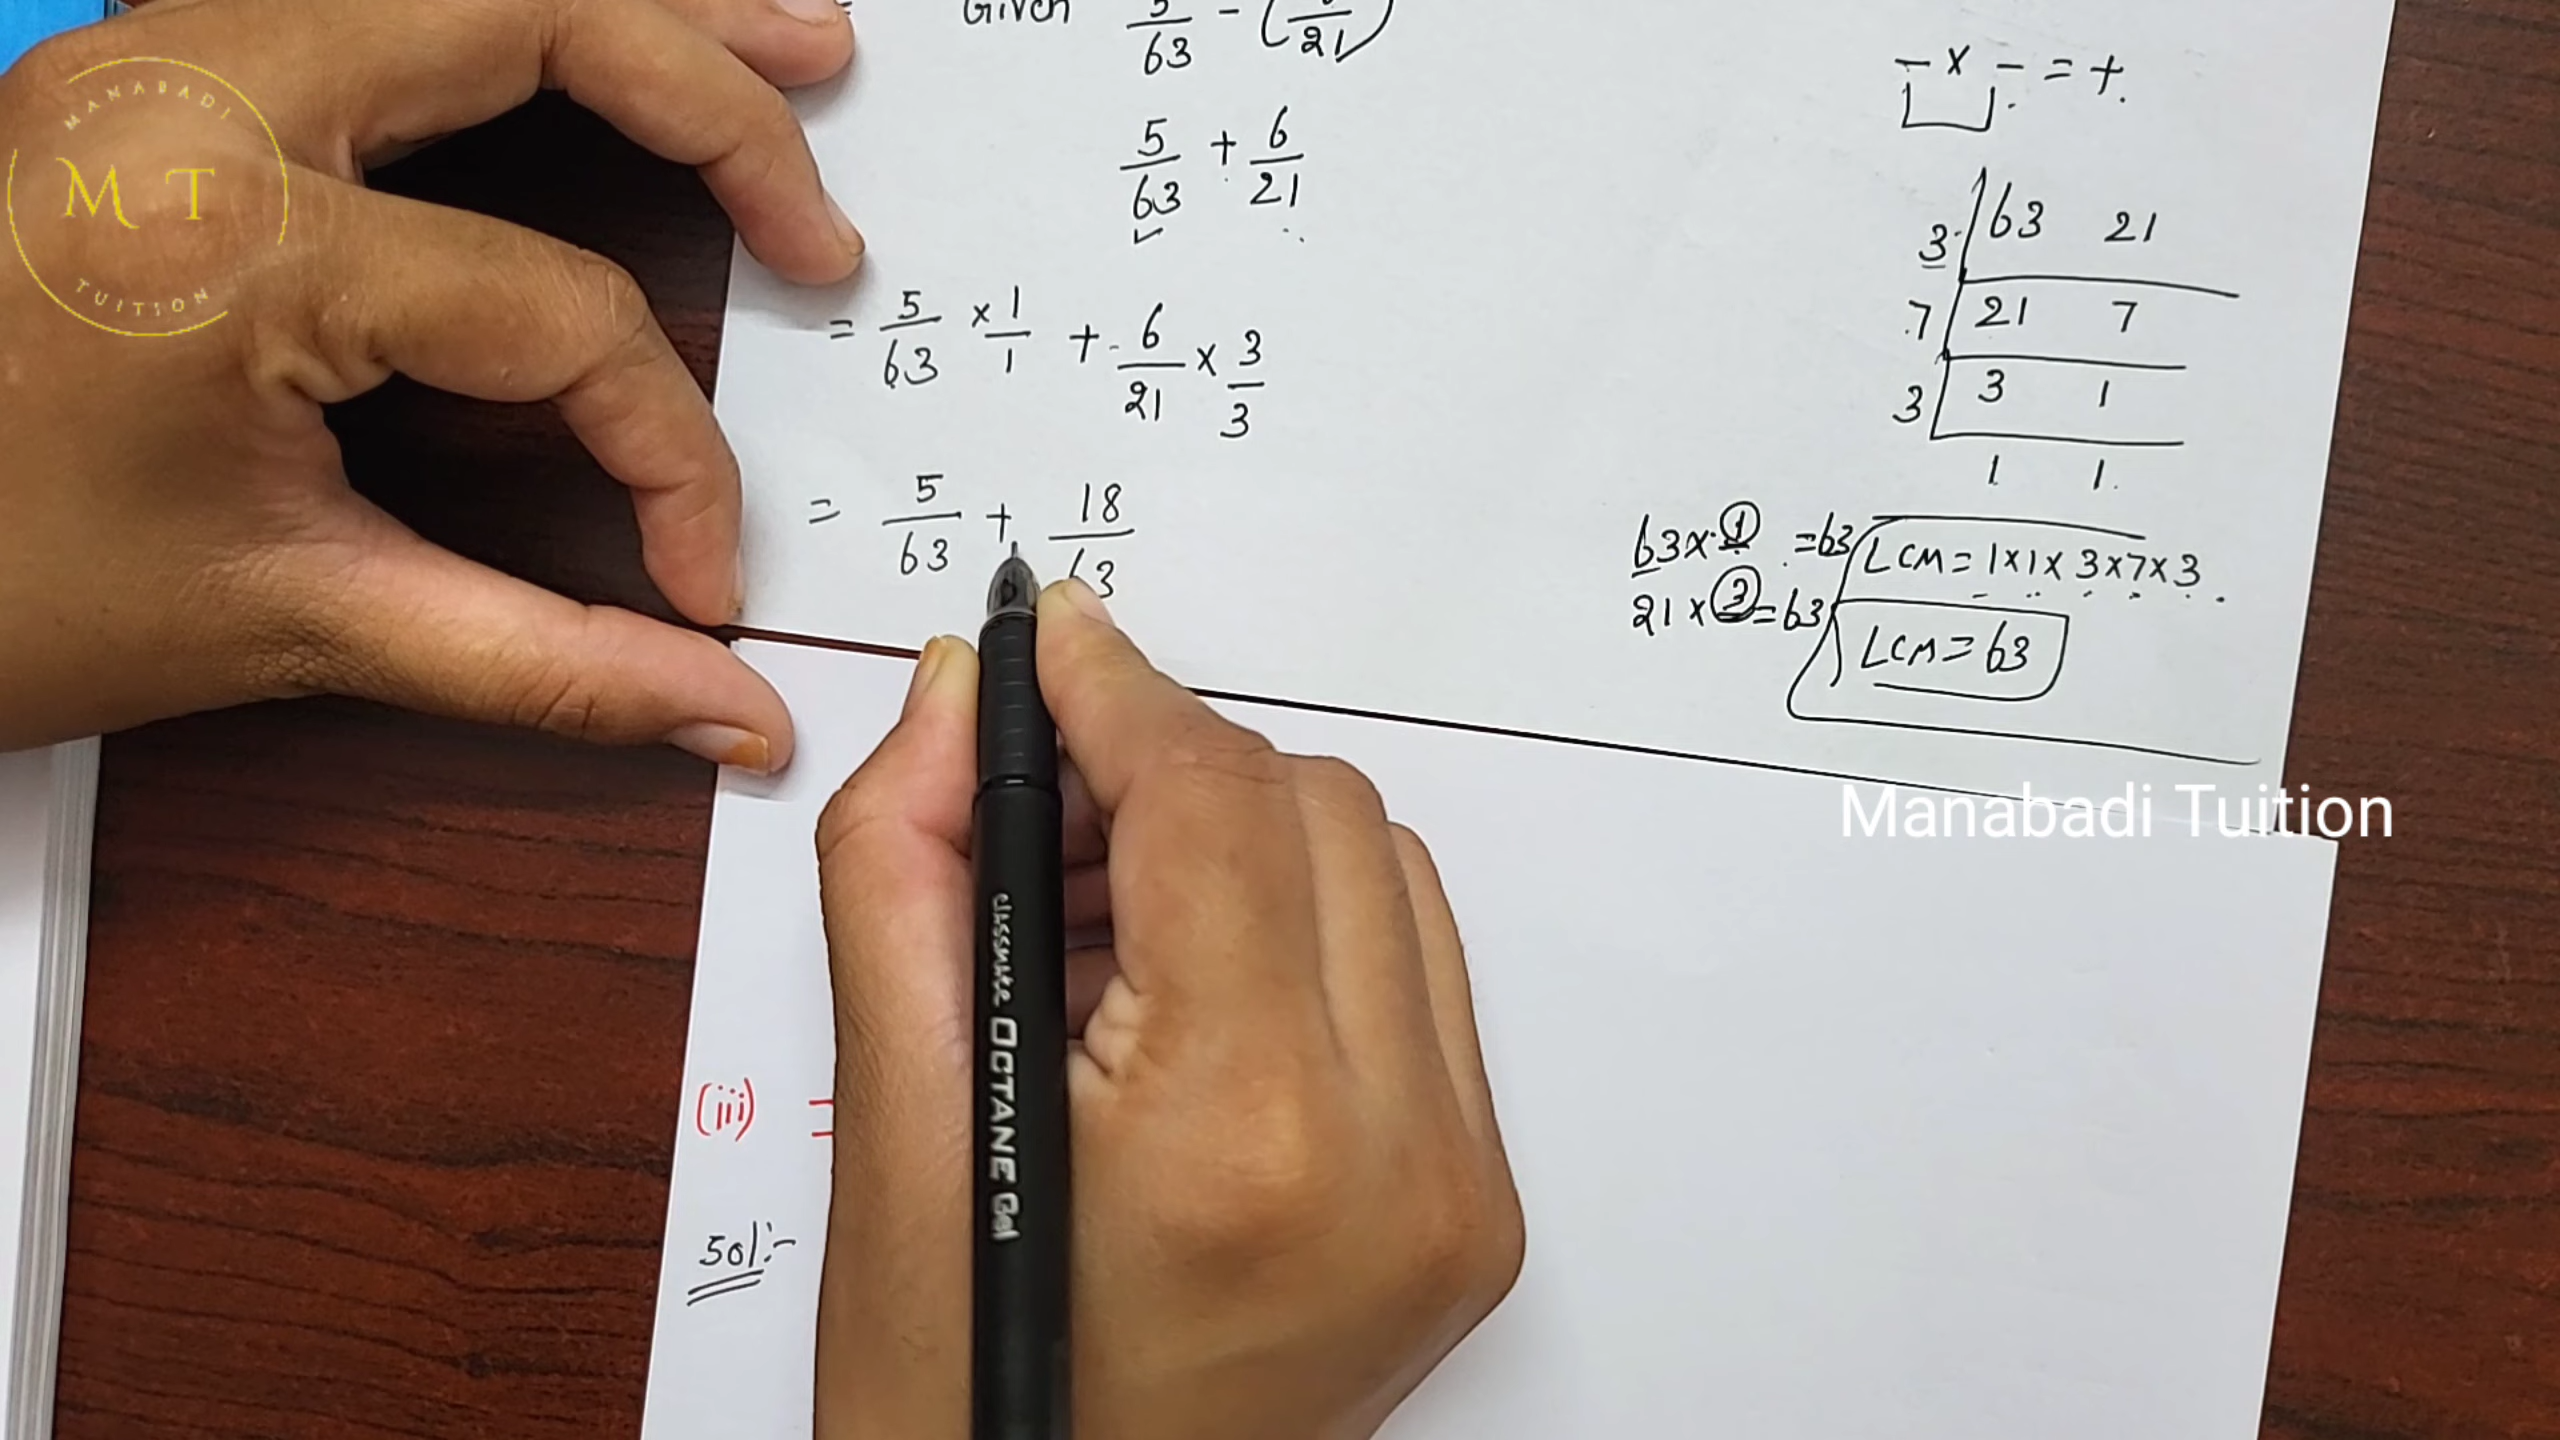 MANABADI
M T
TUITION
Given 5/63 - ( /21)
5/63 + 6/21
= 5/63 × 1/1 + 6/21 × 3/3
= 5/63 + 18/63
- × - = +
3 | 63 21
7 | 21 7
3 | 3 1
1 1
63 × 1 = 63
21 × 3 = 63
LCM = 1×1×3×7×3
LCM = 63
Manabadi Tuition
(iii) =
Sol:-
classmate OCTANE Gel